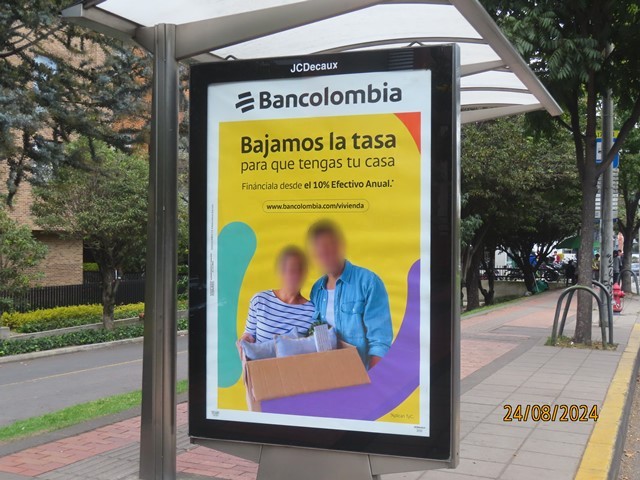 JCDecaux
Bancolombia
Bajamos la tasa
para que tengas tu casa
Fináncialo desde el 10% Efectivo Anual.*
www.bancolombia.com/vivienda
24/08/2024